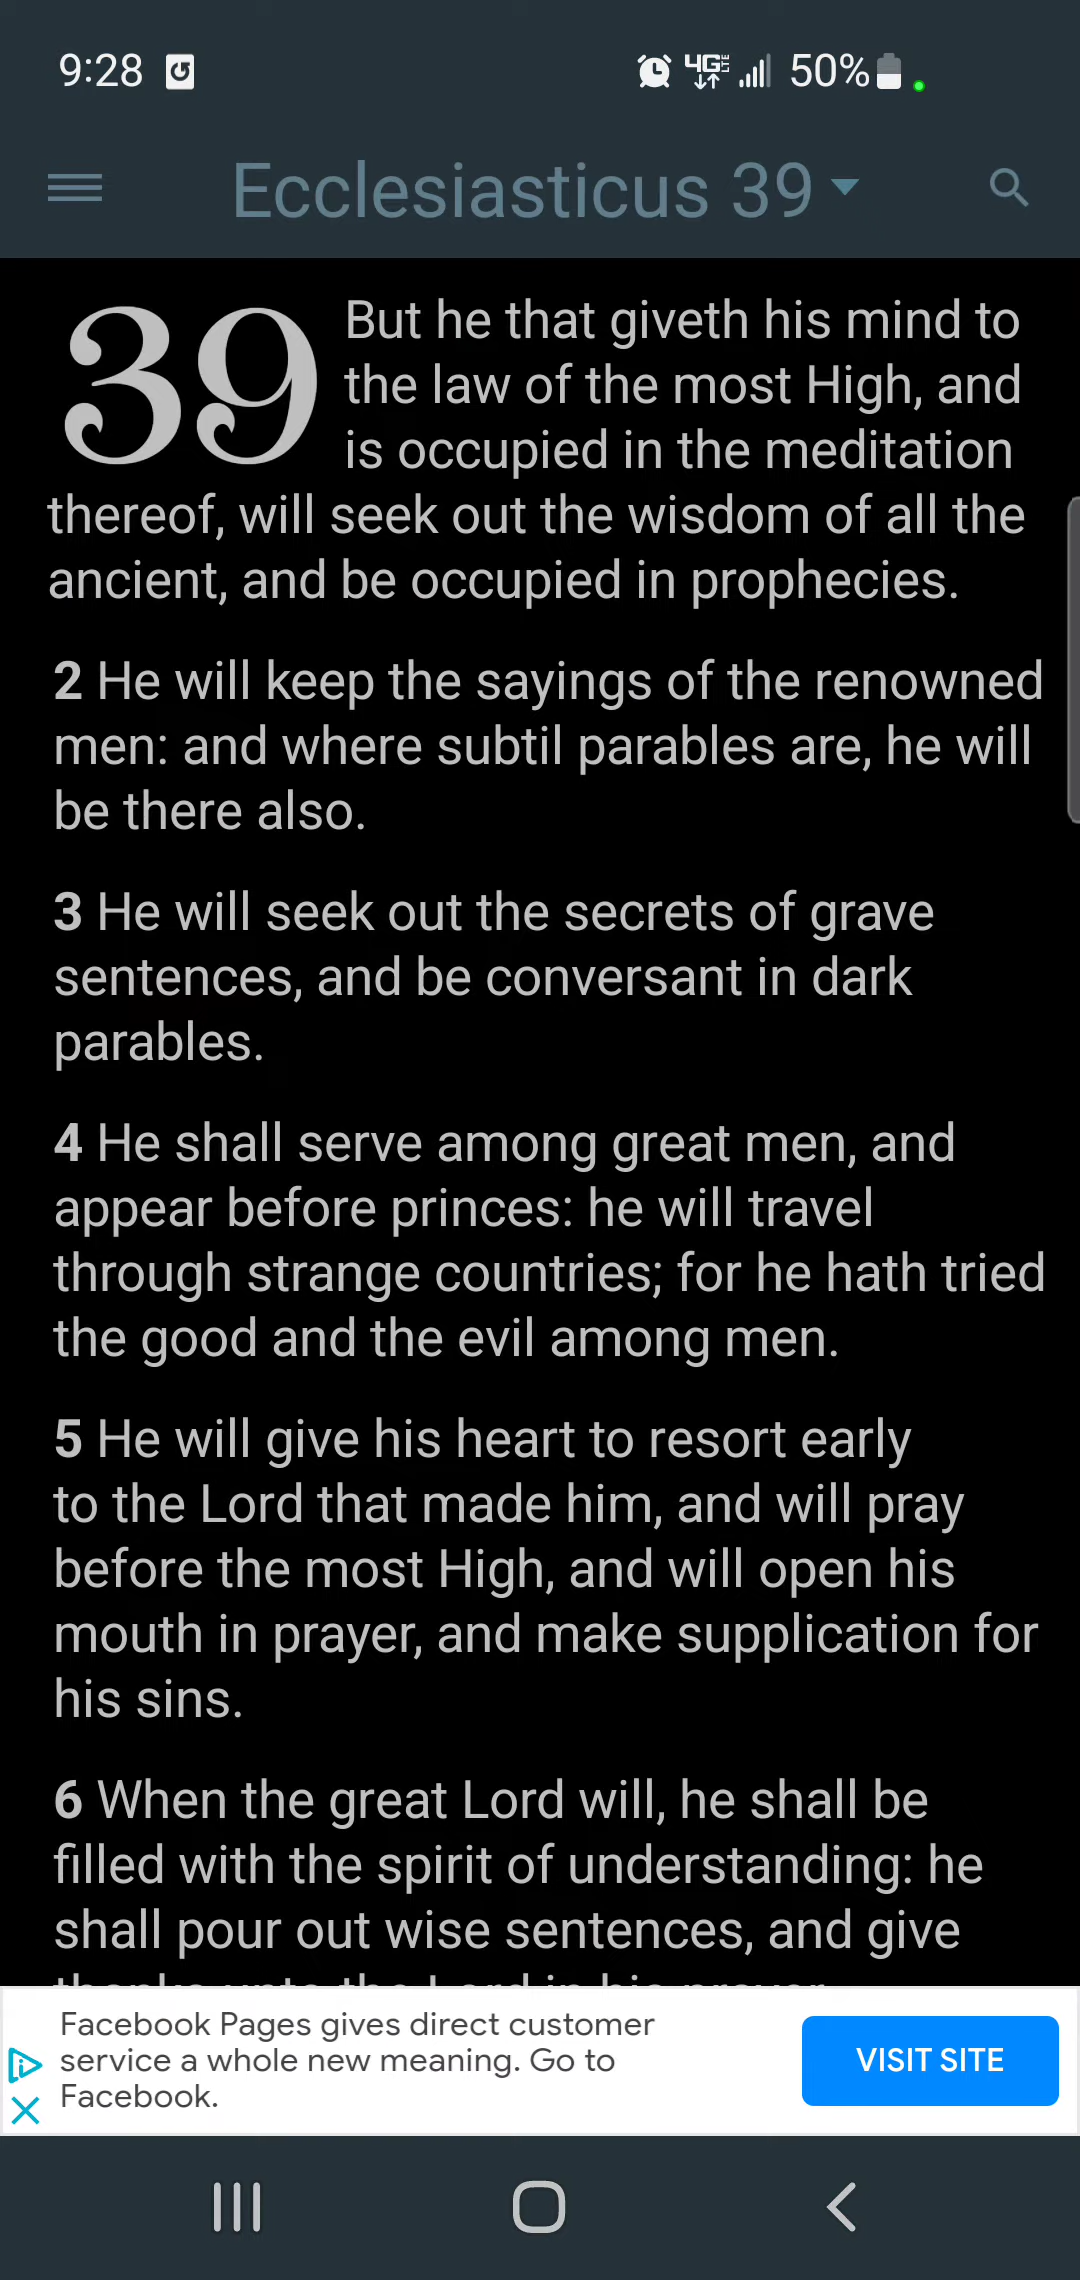 9:28
4G LTE 50%
Ecclesiasticus 39
39 But he that giveth his mind to
the law of the most High, and
is occupied in the meditation
thereof, will seek out the wisdom of all the
ancient, and be occupied in prophecies.
2 He will keep the sayings of the renowned
men: and where subtil parables are, he will
be there also.
3 He will seek out the secrets of grave
sentences, and be conversant in dark
parables.
4 He shall serve among great men, and
appear before princes: he will travel
through strange countries; for he hath tried
the good and the evil among men.
5 He will give his heart to resort early
to the Lord that made him, and will pray
before the most High, and will open his
mouth in prayer, and make supplication for
his sins.
6 When the great Lord will, he shall be
filled with the spirit of understanding: he
shall pour out wise sentences, and give
thanks unto the Lord in his prayer.
Facebook Pages gives direct customer
service a whole new meaning. Go to
Facebook.
VISIT SITE